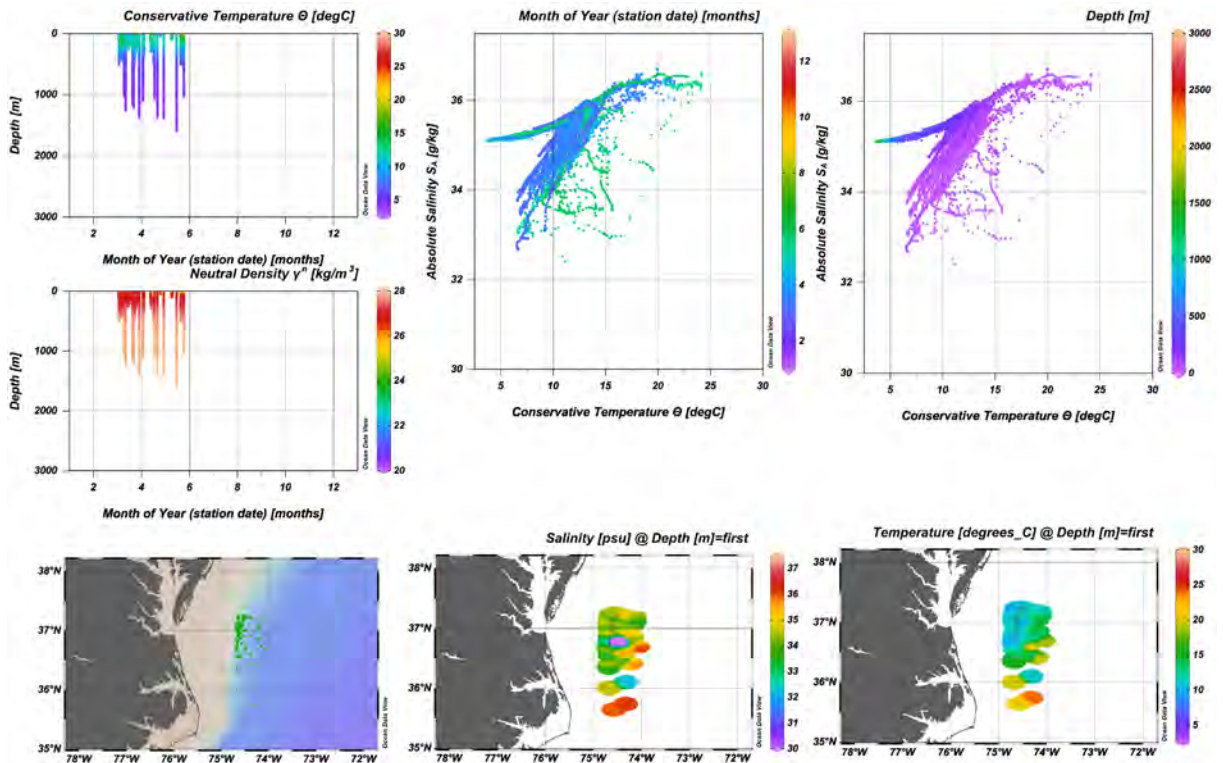 Conservative Temperature Θ [degC]
0
1000
2000
3000
Depth [m]
2 4 6 8 10 12
Month of Year (station date) [months]
30
25
20
15
10
5
Ocean Data View
Neutral Density γⁿ [kg/m³]
0
1000
2000
3000
Depth [m]
2 4 6 8 10 12
Month of Year (station date) [months]
28
26
24
22
20
Ocean Data View
Month of Year (station date) [months]
36
34
32
30
Absolute Salinity Sᴀ [g/kg]
5 10 15 20 25 30
Conservative Temperature Θ [degC]
12
10
8
6
4
2
Ocean Data View
Depth [m]
36
34
32
30
Absolute Salinity Sᴀ [g/kg]
5 10 15 20 25 30
Conservative Temperature Θ [degC]
3000
2500
2000
1500
1000
500
0
Ocean Data View
38°N
37°N
36°N
35°N
78°W 77°W 76°W 75°W 74°W 73°W 72°W
Ocean Data View
Salinity [psu] @ Depth [m]=first
38°N
37°N
36°N
35°N
78°W 77°W 76°W 75°W 74°W 73°W 72°W
37
36
35
34
33
32
31
30
Ocean Data View
Temperature [degrees_C] @ Depth [m]=first
38°N
37°N
36°N
35°N
78°W 77°W 76°W 75°W 74°W 73°W 72°W
30
25
20
15
10
5
Ocean Data View